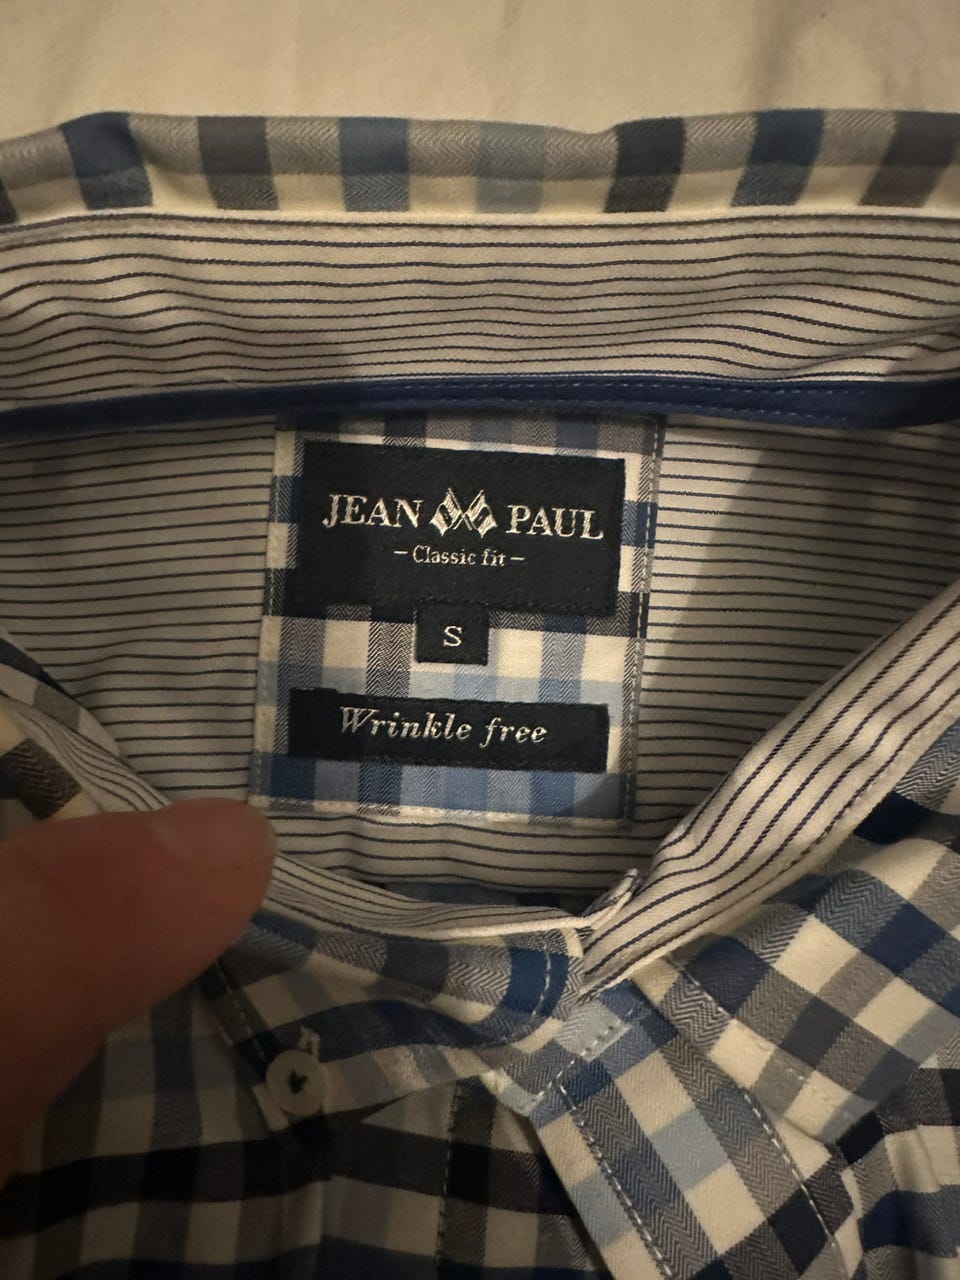 JEAN PAUL
– Classic fit –
S
Wrinkle free